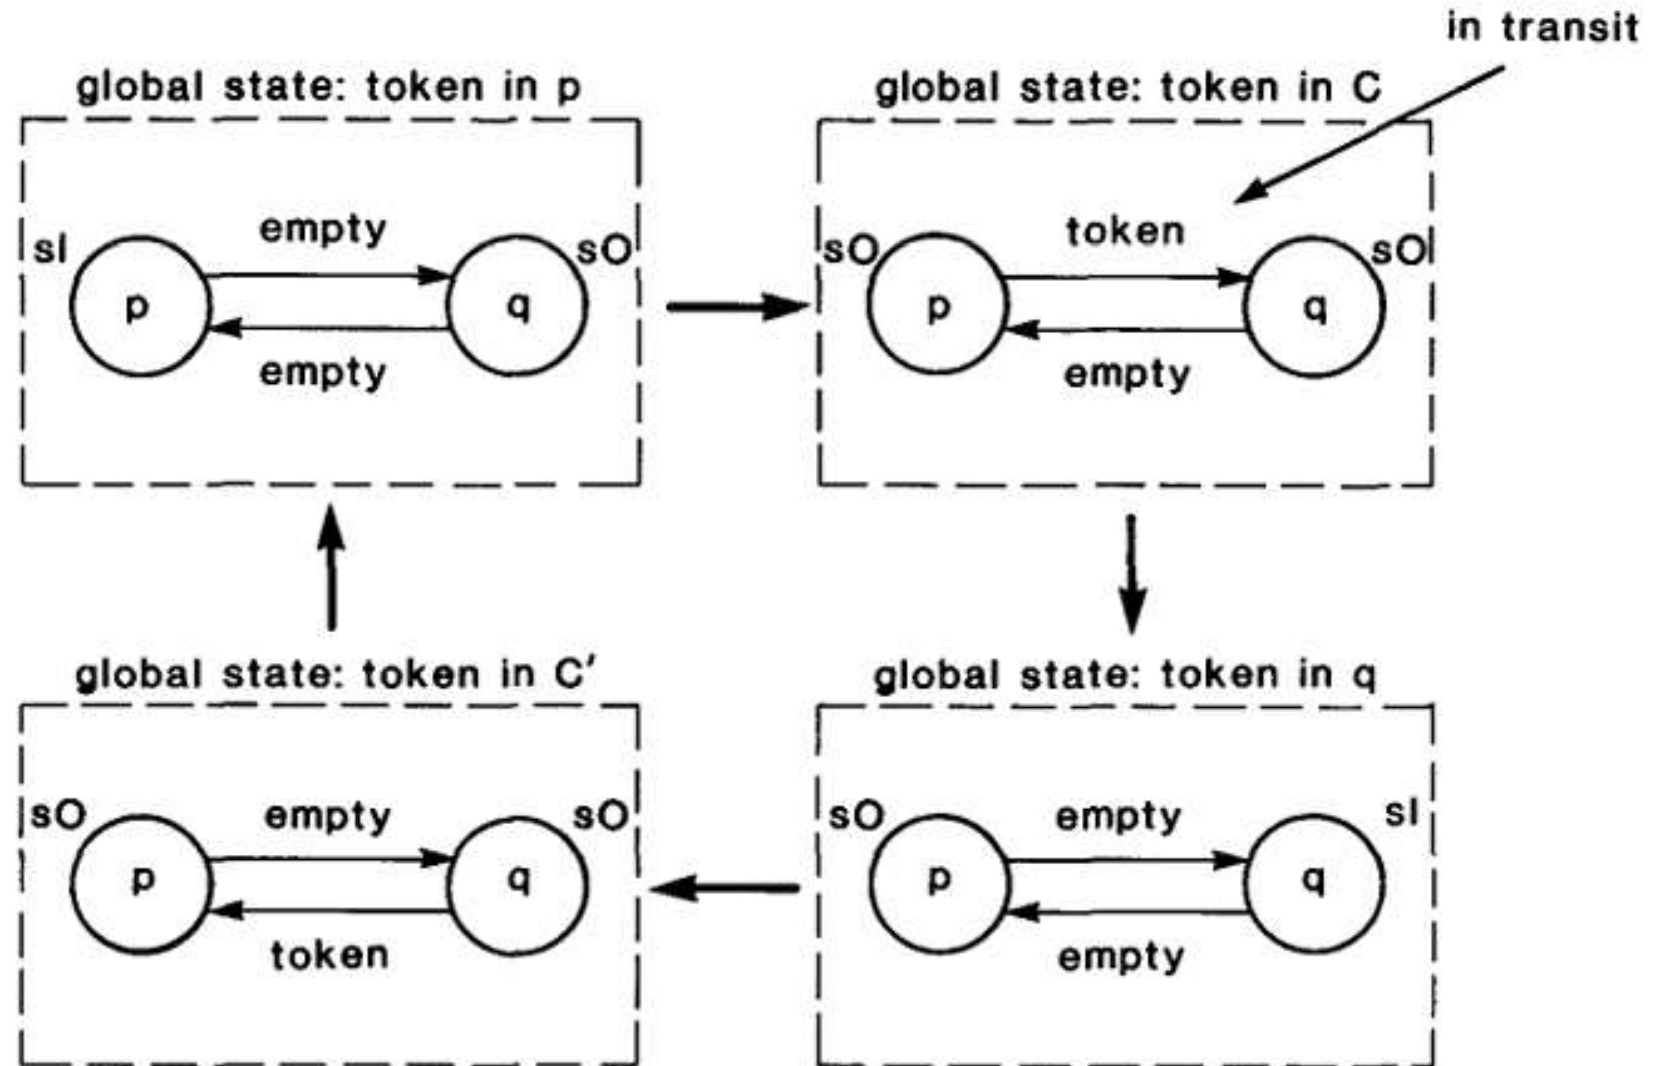 in transit
global state: token in p
global state: token in C
sI
empty
sO
p
q
empty
sO
token
sO
p
q
empty
global state: token in C′
global state: token in q
sO
empty
sO
p
q
token
sO
empty
sI
p
q
empty